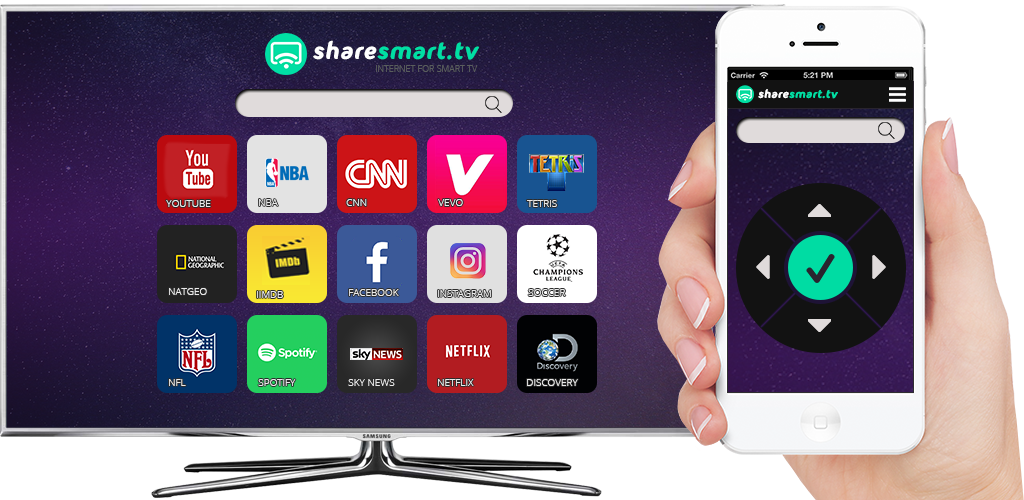 sharesmart.tv
INTERNET FOR SMART TV
You
Tube
YOUTUBE
NBA
NBA
CNN
CNN
V
VEVO
TETRIS
TETRIS
NATIONAL
GEOGRAPHIC
NATGEO
IMDb
IIMDB
f
FACEBOOK
INSTAGRAM
UEFA
CHAMPIONS
LEAGUE
SOCCER
NFL
NFL
Spotify
SPOTIFY
sky NEWS
SKY NEWS
NETFLIX
NETFLIX
D
Discovery
DISCOVERY
SAMSUNG
Carrier
5:21 PM
sharesmart.tv